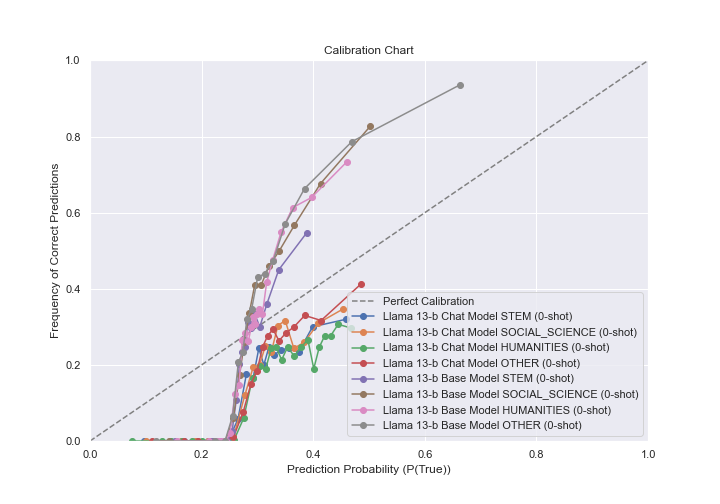 Calibration Chart
1.0
0.8
0.6
0.4
0.2
0.0
Frequency of Correct Predictions
Perfect Calibration
Llama 13-b Chat Model STEM (0-shot)
Llama 13-b Chat Model SOCIAL_SCIENCE (0-shot)
Llama 13-b Chat Model HUMANITIES (0-shot)
Llama 13-b Chat Model OTHER (0-shot)
Llama 13-b Base Model STEM (0-shot)
Llama 13-b Base Model SOCIAL_SCIENCE (0-shot)
Llama 13-b Base Model HUMANITIES (0-shot)
Llama 13-b Base Model OTHER (0-shot)
0.0 0.2 0.4 0.6 0.8 1.0
Prediction Probability (P(True))